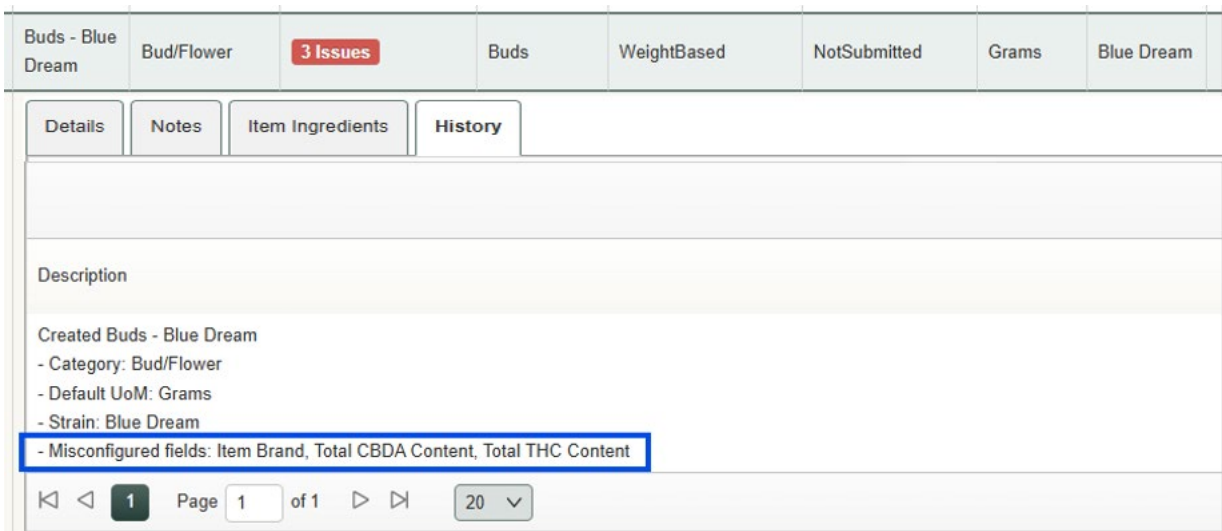 Buds - Blue Dream Bud/Flower 3 Issues Buds WeightBased NotSubmitted Grams Blue Dream
Details Notes Item Ingredients History
Description
Created Buds - Blue Dream
- Category: Bud/Flower
- Default UoM: Grams
- Strain: Blue Dream
- Misconfigured fields: Item Brand, Total CBDA Content, Total THC Content
1 Page 1 of 1 20